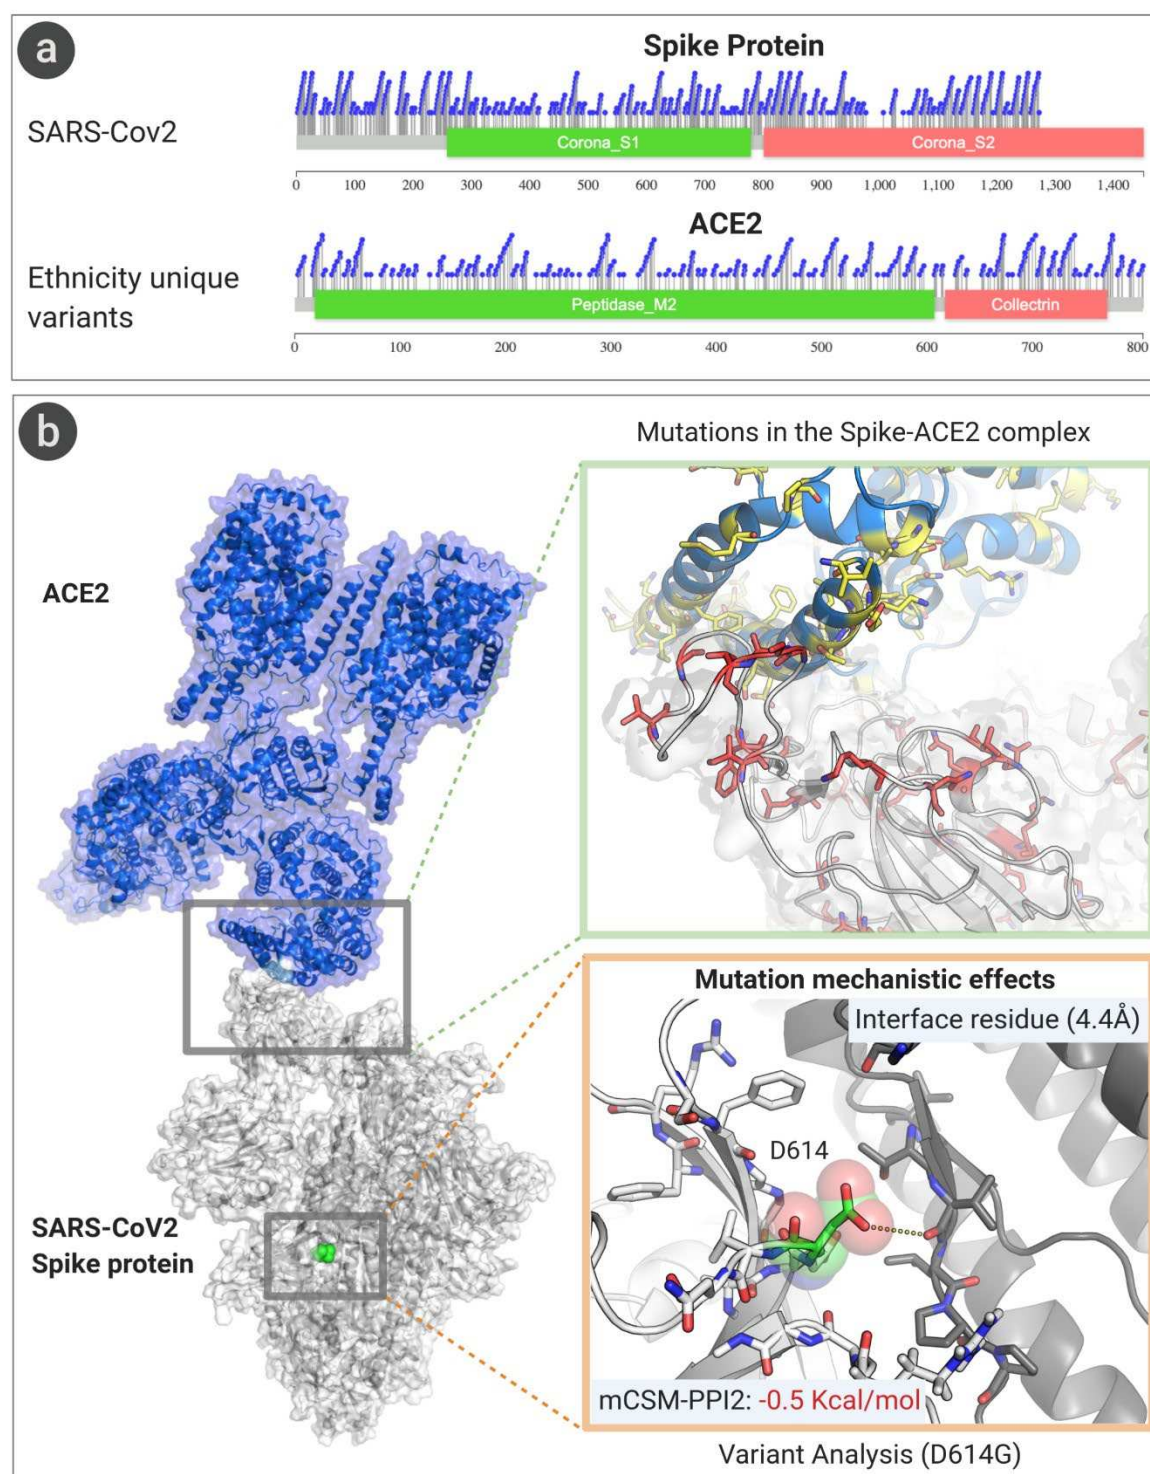 a
Spike Protein
SARS-Cov2
Corona_S1
Corona_S2
0 100 200 300 400 500 600 700 800 900 1,000 1,100 1,200 1,300 1,400
ACE2
Ethnicity unique
variants
Peptidase_M2
Collectrin
0 100 200 300 400 500 600 700 800
b
Mutations in the Spike-ACE2 complex
ACE2
Mutation mechanistic effects
Interface residue (4.4Å)
D614
SARS-CoV2
Spike protein
mCSM-PPI2: -0.5 Kcal/mol
Variant Analysis (D614G)